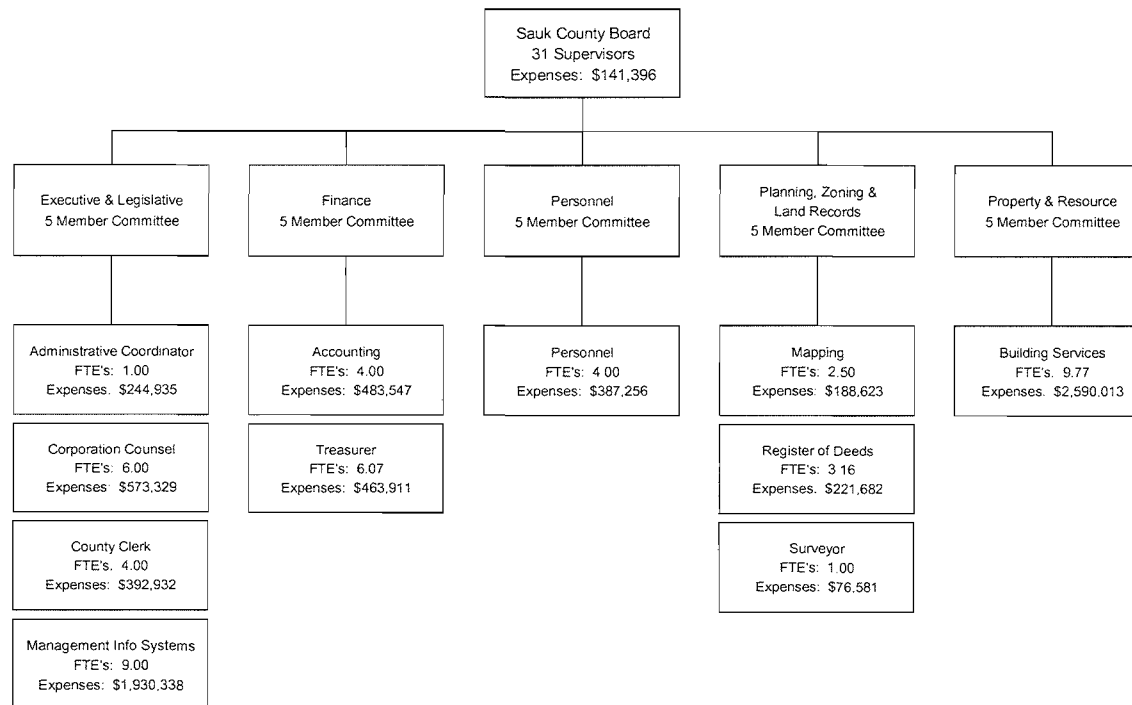 Sauk County Board
31 Supervisors
Expenses: $141,396
Executive & Legislative
5 Member Committee
Finance
5 Member Committee
Personnel
5 Member Committee
Planning, Zoning &
Land Records
5 Member Committee
Property & Resource
5 Member Committee
Administrative Coordinator
FTE's: 1.00
Expenses. $244,935
Corporation Counsel
FTE's: 6.00
Expenses: $573,329
County Clerk
FTE's. 4.00
Expenses: $392,932
Management Info Systems
FTE's: 9.00
Expenses: $1,930,338
Accounting
FTE's: 4.00
Expenses: $483,547
Treasurer
FTE's: 6.07
Expenses: $463,911
Personnel
FTE's: 4 00
Expenses: $387,256
Mapping
FTE's: 2.50
Expenses: $188,623
Register of Deeds
FTE's: 3 16
Expenses. $221,682
Surveyor
FTE's: 1.00
Expenses: $76,581
Building Services
FTE's. 9.77
Expenses. $2,590.013